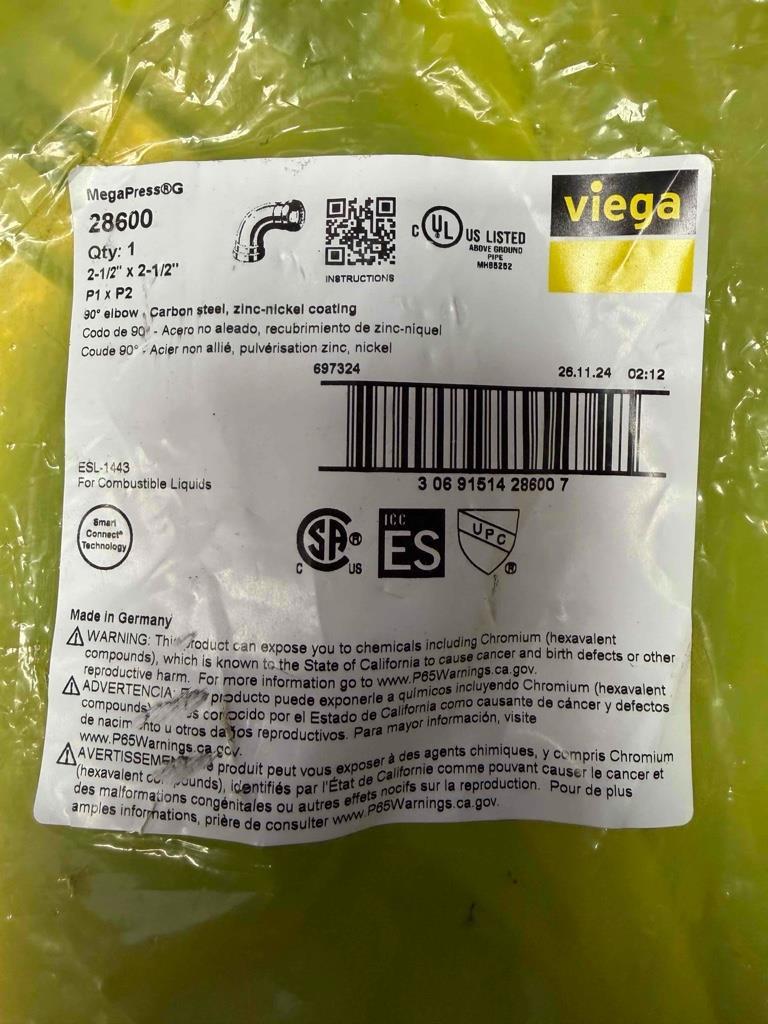 MegaPress®G
28600
Qty: 1
2-1/2" x 2-1/2"
P1 x P2
INSTRUCTIONS
C UL US LISTED
ABOVE GROUND
PIPE
MH65252
viega
90° elbow - Carbon steel, zinc-nickel coating
Codo de 90° - Acero no aleado, recubrimiento de zinc-níquel
Coude 90° - Acier non allié, pulvérisation zinc, nickel
697324 26.11.24 02:12
3 06 91514 28600 7
ESL-1443
For Combustible Liquids
Smart
Connect®
Technology
C SA® US
ICC
ES
UPC ®
Made in Germany
⚠ WARNING: product can expose you to chemicals including Chromium (hexavalent
compounds), which is known to the State of California to cause cancer and birth defects or other
reproductive harm. For more information go to www.P65Warnings.ca.gov.
⚠ ADVERTENCIA: producto puede exponerle a químicos incluyendo Chromium (hexavalent
compounds) conocido por el Estado de California como causante de cáncer y defectos
de u otros reproductivos. Para mayor información, visite
www.P65Warnings.ca.gov.
⚠ produit peut vous exposer à des agents chimiques, y compris Chromium
(hexavalent identifiés par l'État de Californie comme pouvant causer le cancer et
des malformations congénitales ou autres effets nocifs sur la reproduction. Pour de plus
amples informations, prière de consulter www.P65Warnings.ca.gov.